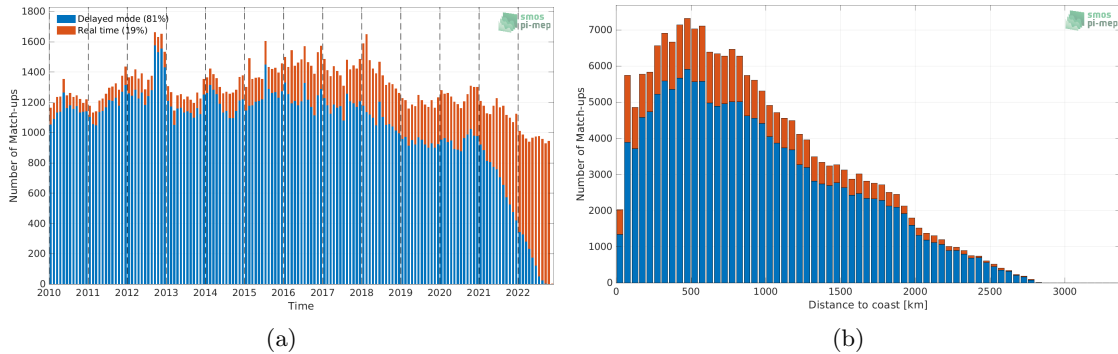 Delayed mode (81%)
Real time (19%)
smos
pi-mep
Number of Match-ups
1800
1600
1400
1200
1000
800
600
400
200
0
2010 2011 2012 2013 2014 2015 2016 2017 2018 2019 2020 2021 2022
Time
(a)
smos
pi-mep
Number of Match-ups
7000
6000
5000
4000
3000
2000
1000
0
0 500 1000 1500 2000 2500 3000
Distance to coast [km]
(b)